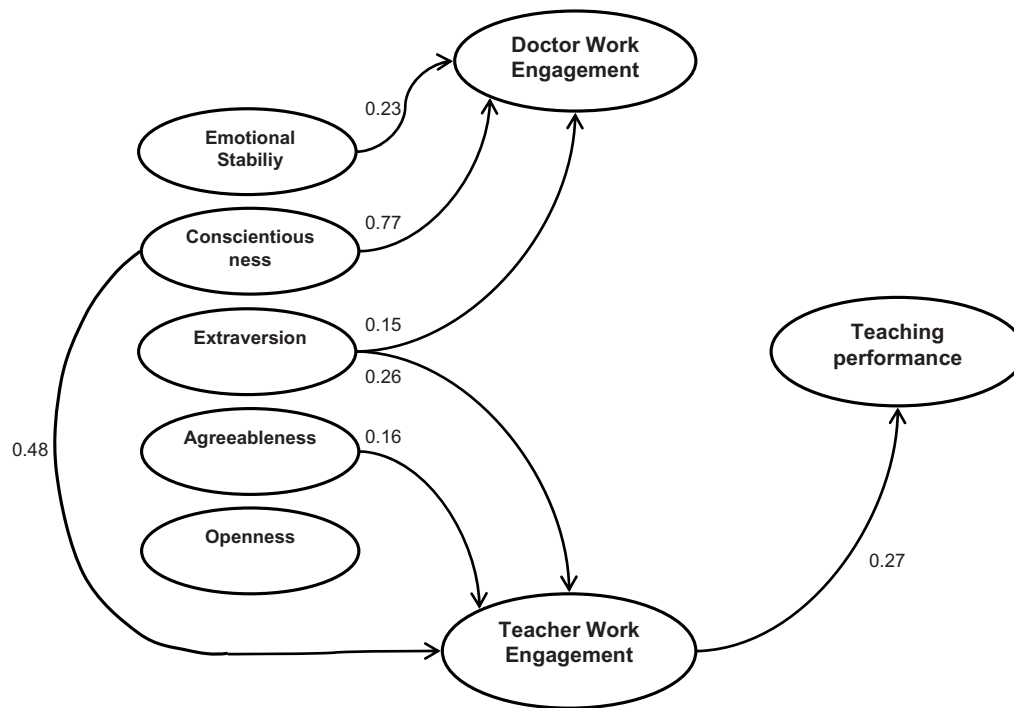 Doctor Work
Engagement
0.23
Emotional
Stabiliy
Conscientious
ness
0.77
Extraversion
0.15
0.26
Teaching
performance
Agreeableness
0.16
0.48
Openness
0.27
Teacher Work
Engagement